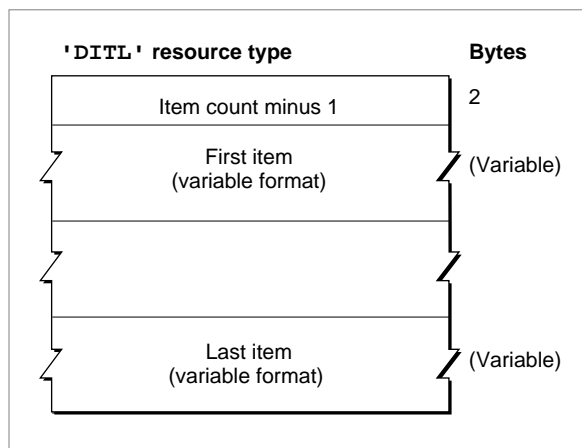 'DITL' resource type Bytes
Item count minus 1 2
First item (Variable)
(variable format)
Last item (Variable)
(variable format)